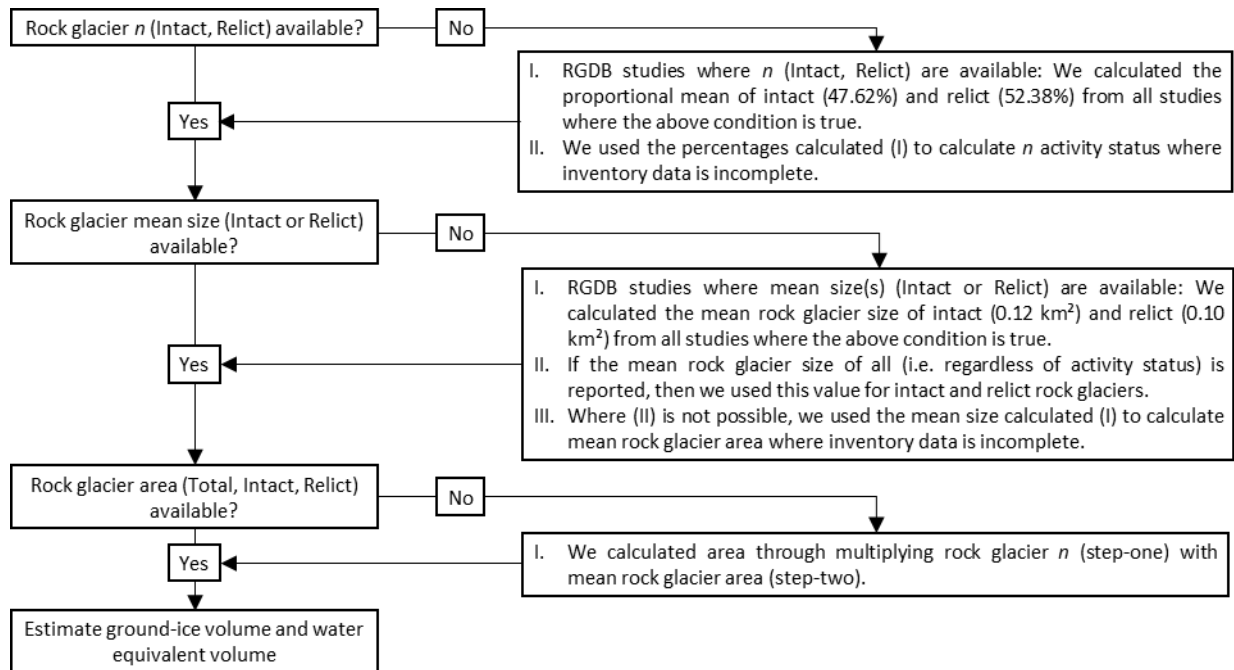 Rock glacier n (Intact, Relict) available?
No
I. RGDB studies where n (Intact, Relict) are available: We calculated the
proportional mean of intact (47.62%) and relict (52.38%) from all studies
where the above condition is true.
II. We used the percentages calculated (I) to calculate n activity status where
inventory data is incomplete.
Yes
Rock glacier mean size (Intact or Relict)
available?
No
I. RGDB studies where mean size(s) (Intact or Relict) are available: We
calculated the mean rock glacier size of intact (0.12 km²) and relict (0.10
km²) from all studies where the above condition is true.
II. If the mean rock glacier size of all (i.e. regardless of activity status) is
reported, then we used this value for intact and relict rock glaciers.
III. Where (II) is not possible, we used the mean size calculated (I) to calculate
mean rock glacier area where inventory data is incomplete.
Yes
Rock glacier area (Total, Intact, Relict)
available?
No
I. We calculated area through multiplying rock glacier n (step-one) with
mean rock glacier area (step-two).
Yes
Estimate ground-ice volume and water
equivalent volume